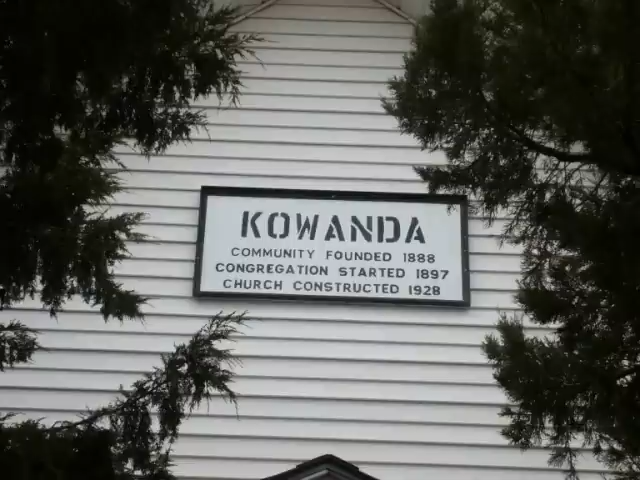 KOWANDA
COMMUNITY FOUNDED 1888
CONGREGATION STARTED 1897
CHURCH CONSTRUCTED 1928